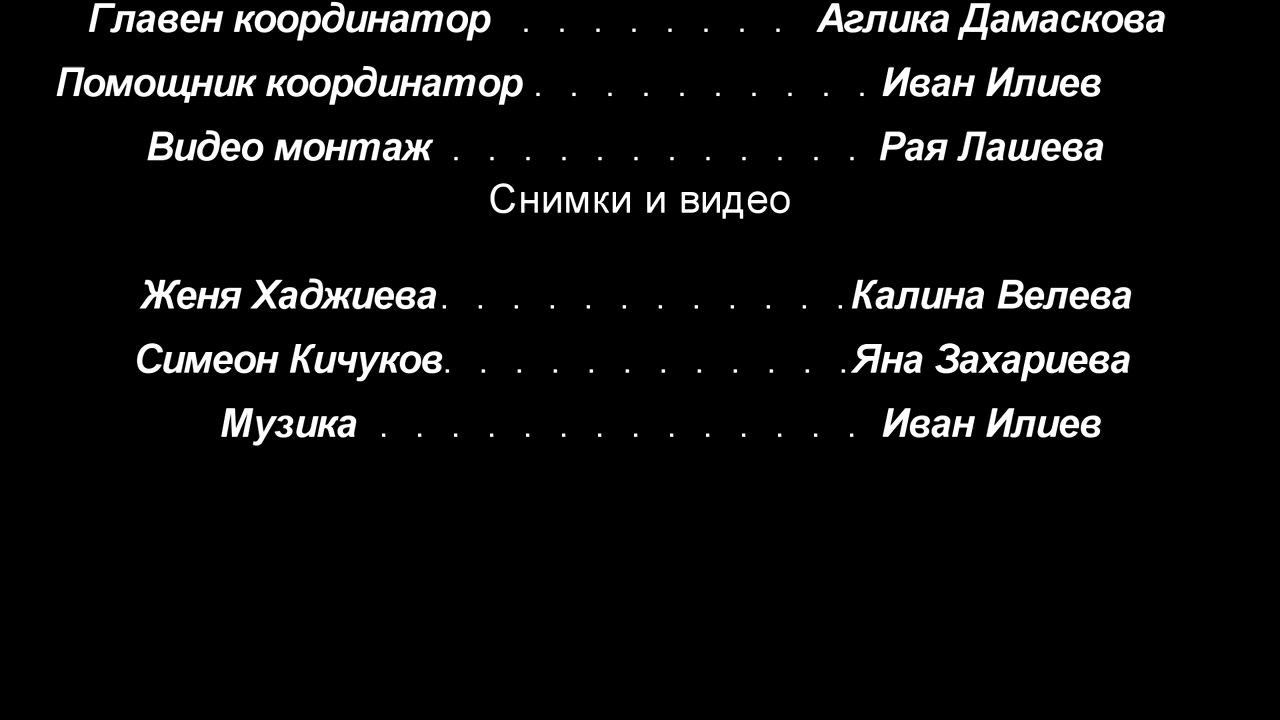 Главен координатор . . . . . . . . Аглика Дамаскова
Помощник координатор . . . . . . . . . . Иван Илиев
Видео монтаж . . . . . . . . . . . . Рая Лашева
Снимки и видео
Женя Хаджиева . . . . . . . . . . . . Калина Велева
Симеон Кичуков . . . . . . . . . . . . Яна Захариева
Музика . . . . . . . . . . . . . . Иван Илиев